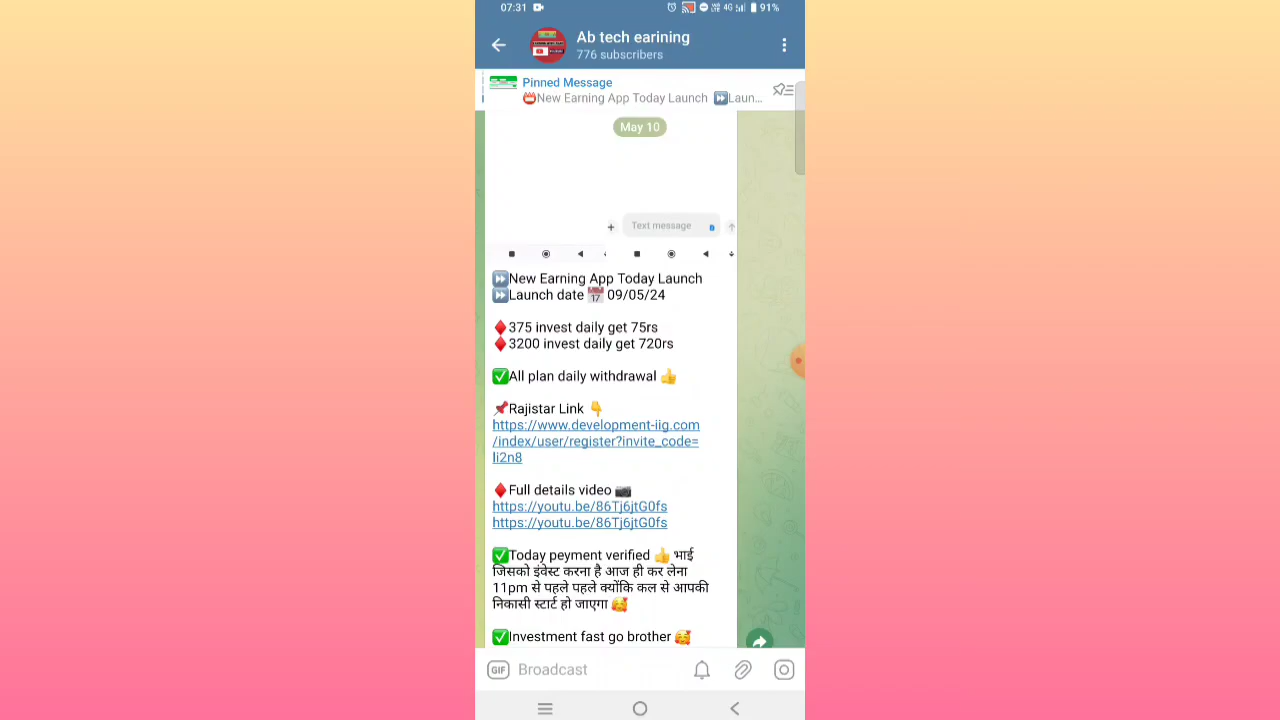 07:31 4G 91%
Ab tech earining
776 subscribers
Pinned Message
New Earning App Today Launch ⏩Laun...
May 10
Text message
⏩New Earning App Today Launch
⏩Launch date 📅 09/05/24
♦️375 invest daily get 75rs
♦️3200 invest daily get 720rs
✅All plan daily withdrawal 👍
📌Rajistar Link 👇
https://www.development-iig.com
/index/user/register?invite_code=
li2n8
♦️Full details video 📷
https://youtu.be/86Tj6jtG0fs
https://youtu.be/86Tj6jtG0fs
✅Today peyment verified 👍 भाई
जिसको इंवेस्ट करना है आज ही कर लेना
11pm से पहले पहले क्योंकि कल से आपकी
निकासी स्टार्ट हो जाएगा 🥰
✅Investment fast go brother 🥰
GIF Broadcast